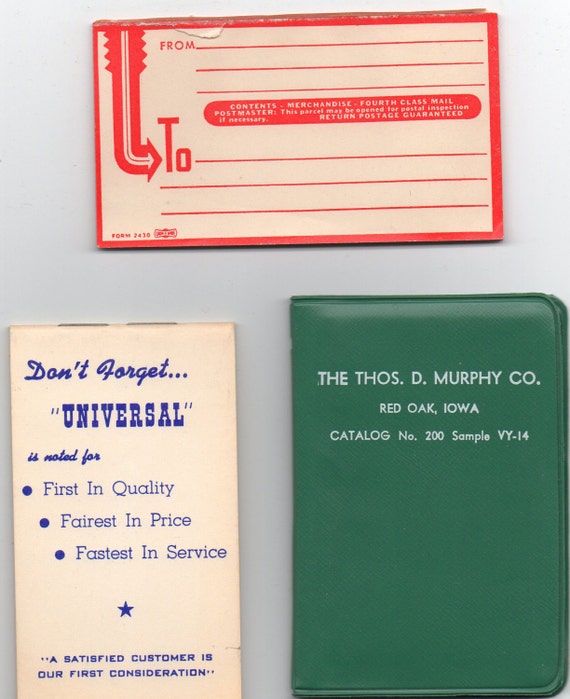 FROM
CONTENTS - MERCHANDISE - FOURTH CLASS MAIL
POSTMASTER: This parcel may be opened for postal inspection
if necessary. RETURN POSTAGE GUARANTEED
To
FORM 2430
Don't Forget...
"UNIVERSAL"
is noted for
● First In Quality
● Fairest In Price
● Fastest In Service
"A SATISFIED CUSTOMER IS
OUR FIRST CONSIDERATION"
THE THOS. D. MURPHY CO.
RED OAK, IOWA
CATALOG No. 200 Sample VY-14